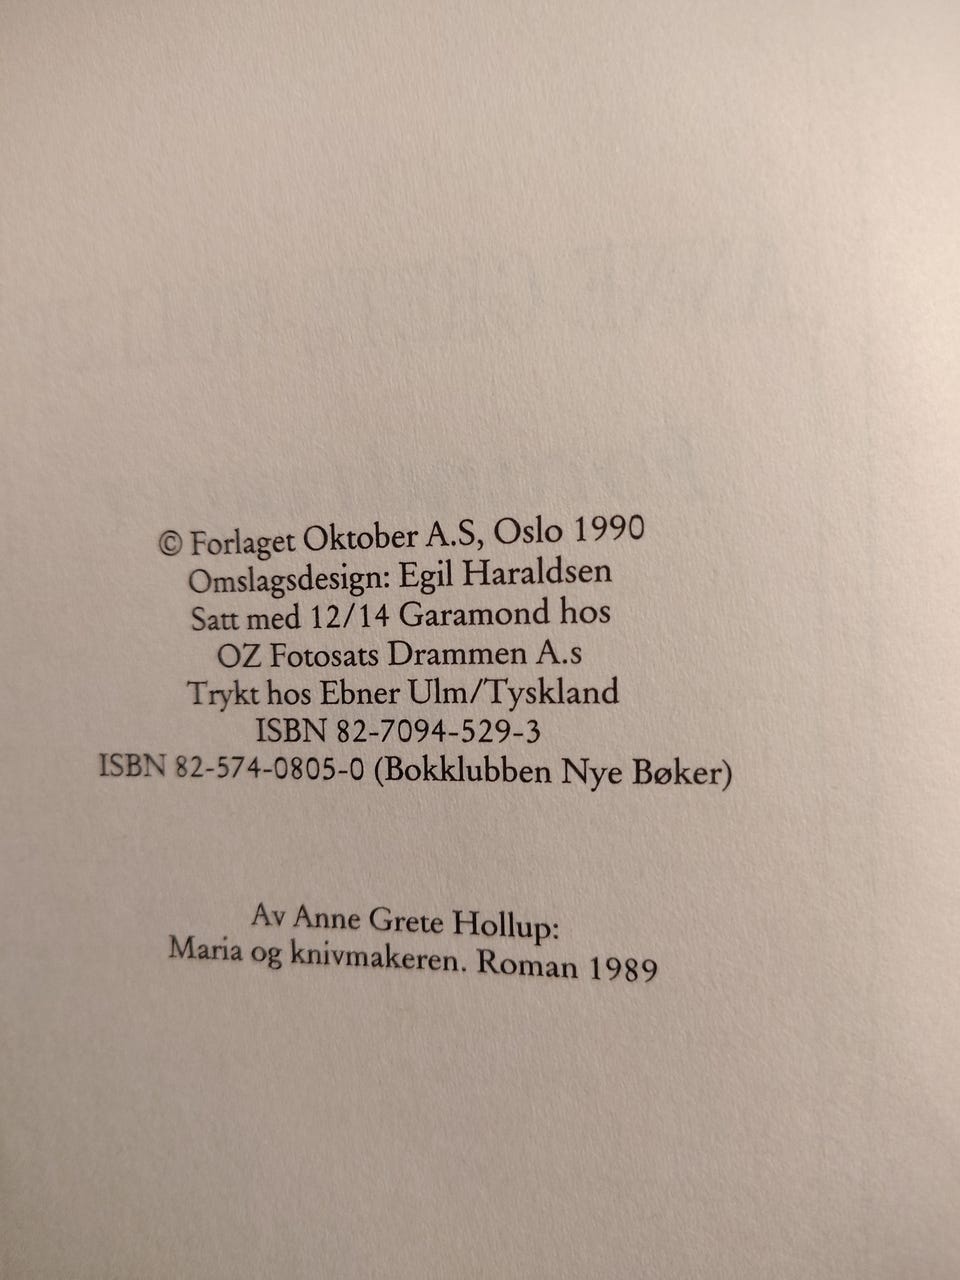 © Forlaget Oktober A.S, Oslo 1990
Omslagsdesign: Egil Haraldsen
Satt med 12/14 Garamond hos
OZ Fotosats Drammen A.s
Trykt hos Ebner Ulm/Tyskland
ISBN 82-7094-529-3
ISBN 82-574-0805-0 (Bokklubben Nye Bøker)
Av Anne Grete Hollup:
Maria og knivmakeren. Roman 1989